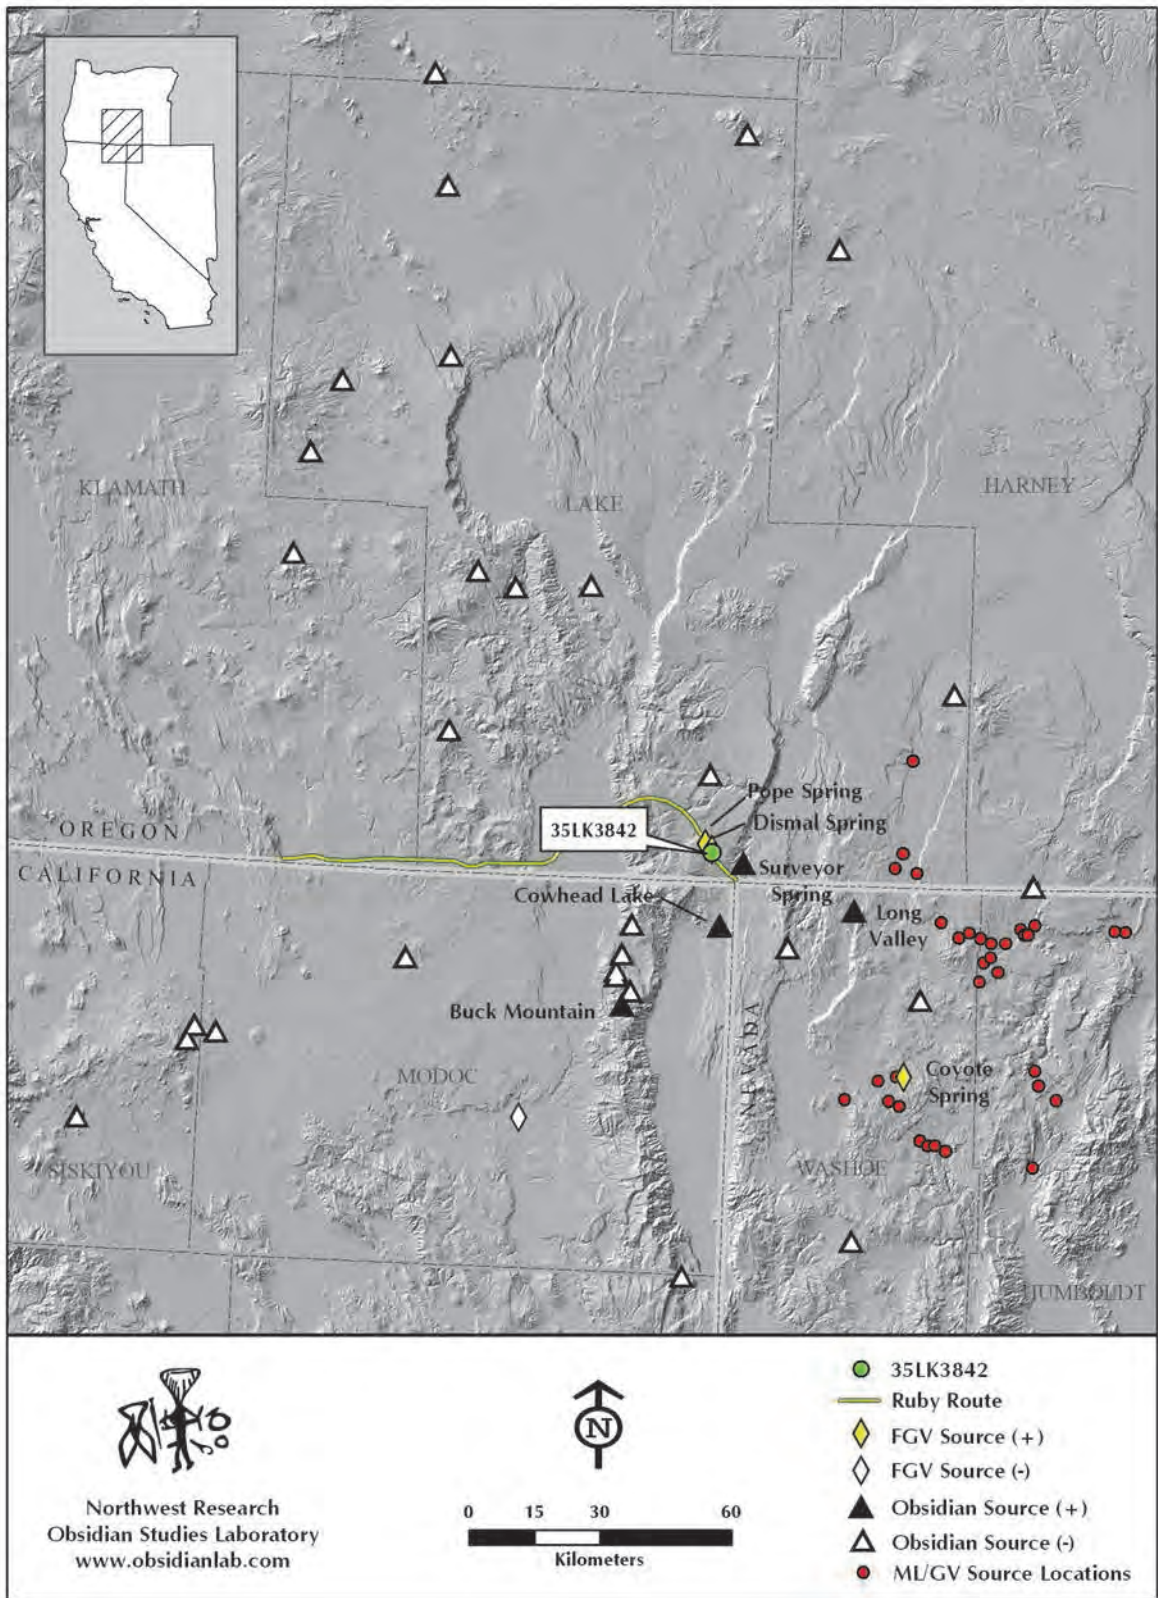 KLAMATH
LAKE
HARNEY
Pope Spring
35LK3842
Dismal Spring
OREGON
CALIFORNIA
Surveyor
Spring
Cowhead Lake
Long
Valley
Buck Mountain
NEVADA
MODOC
Coyote
Spring
SISKIYOU
WASHOE
HUMBOLDT
Northwest Research
Obsidian Studies Laboratory
www.obsidianlab.com
N
0 15 30 60
Kilometers
35LK3842
Ruby Route
FGV Source (+)
FGV Source (-)
Obsidian Source (+)
Obsidian Source (-)
ML/GV Source Locations